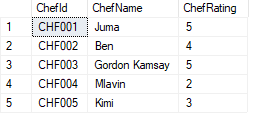 ChefId ChefName ChefRating
1 CHF001 Juma 5
2 CHF002 Ben 4
3 CHF003 Gordon Kamsay 5
4 CHF004 Mlavin 2
5 CHF005 Kimi 3